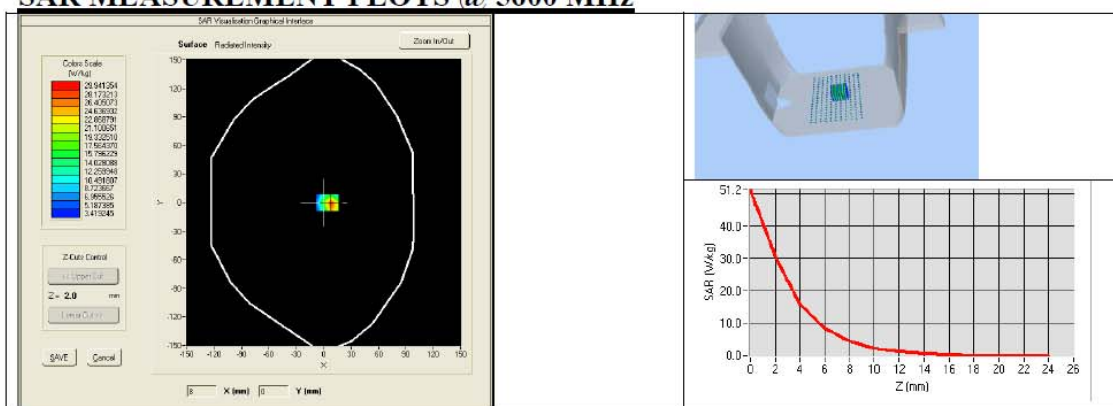 SAR MEASUREMENT PLOTS @ 5600 MHz
SAR Visualisation Graphical Interface
Surface Radiated Intensity
Zoom In/Out
Colors Scale
(W/kg)
29.941354
28.173213
26.405073
24.636932
22.868791
21.100651
19.332510
17.564370
15.796229
14.028088
12.259948
10.491807
8.723667
6.955526
5.187385
3.419245
150
120
90
60
30
0
-30
-60
-90
-120
-150
Y
-150 -120 -90 -60 -30 0 30 60 90 120 150
X
Z-Cuts Control
Z = 2.0 mm
SAVE Cancel
8 X (mm) 0 Y (mm)
51.2
40.0
30.0
20.0
10.0
0.0
SAR (W/kg)
0 2 4 6 8 10 12 14 16 18 20 22 24 26
Z (mm)